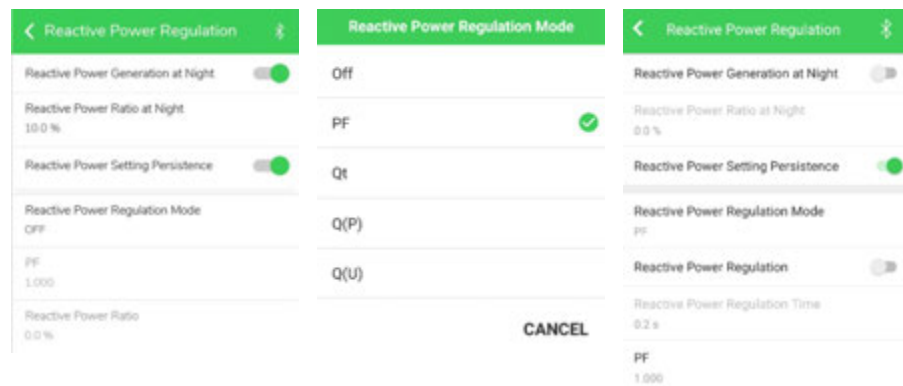 Reactive Power Regulation
Reactive Power Generation at Night
Reactive Power Ratio at Night
10.0 %
Reactive Power Setting Persistence
Reactive Power Regulation Mode
OFF
PF
1.000
Reactive Power Ratio
0.0 %
Reactive Power Regulation Mode
Off
PF
Qt
Q(P)
Q(U)
CANCEL
Reactive Power Regulation
Reactive Power Generation at Night
Reactive Power Ratio at Night
0.0 %
Reactive Power Setting Persistence
Reactive Power Regulation Mode
PF
Reactive Power Regulation
Reactive Power Regulation Time
0.2 s
PF
1.000